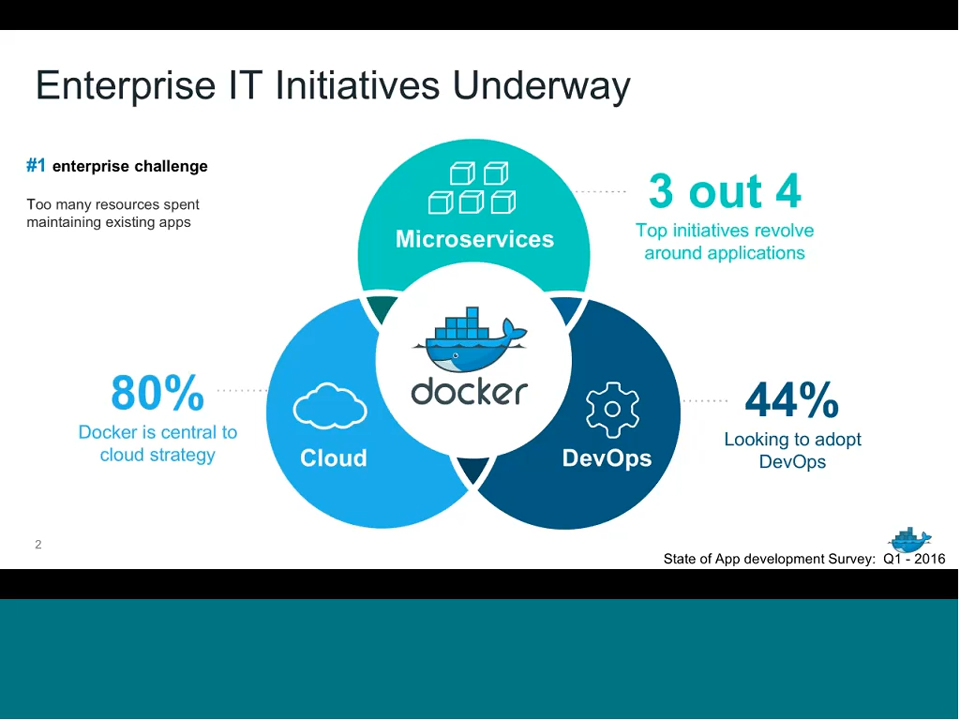 Enterprise IT Initiatives Underway
#1 enterprise challenge
Too many resources spent
maintaining existing apps
Microservices
3 out 4
Top initiatives revolve
around applications
docker
80%
Docker is central to
cloud strategy
Cloud
DevOps
44%
Looking to adopt
DevOps
2
State of App development Survey: Q1 - 2016